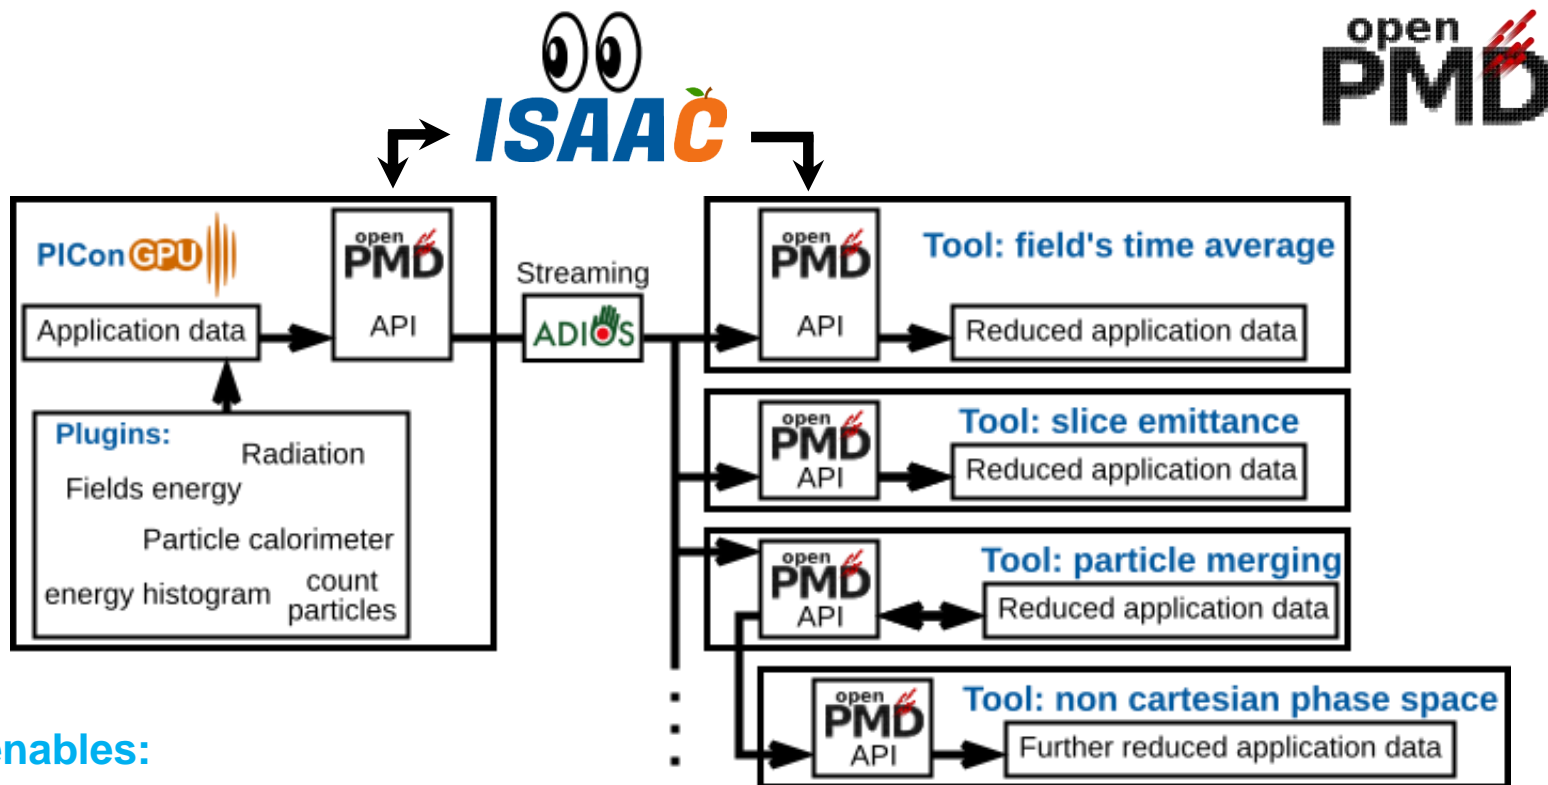 open
PMD
ISAAC
PIConGPU
open
PMD
API
Application data
Plugins:
Radiation
Fields energy
Particle calorimeter
energy histogram
count
particles
Streaming
ADIOS
open
PMD
API
Tool: field's time average
Reduced application data
open
PMD
API
Tool: slice emittance
Reduced application data
open
PMD
API
Tool: particle merging
Reduced application data
open
PMD
API
Tool: non cartesian phase space
Further reduced application data
enables: